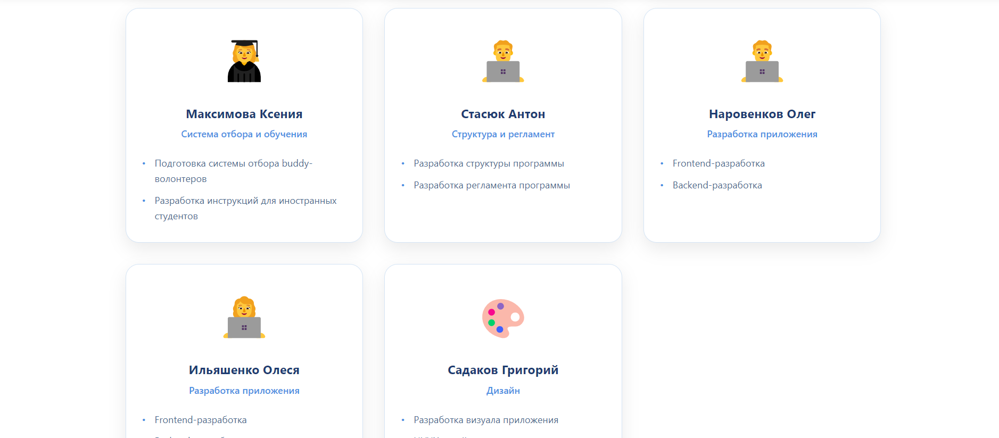 Максимова Ксения
Система отбора и обучения
• Подготовка системы отбора buddy-
волонтеров
• Разработка инструкций для иностранных
студентов
Стасюк Антон
Структура и регламент
• Разработка структуры программы
• Разработка регламента программы
Наровенков Олег
Разработка приложения
• Frontend-разработка
• Backend-разработка
Ильяшенко Олеся
Разработка приложения
• Frontend-разработка
Садаков Григорий
Дизайн
• Разработка визуала приложения